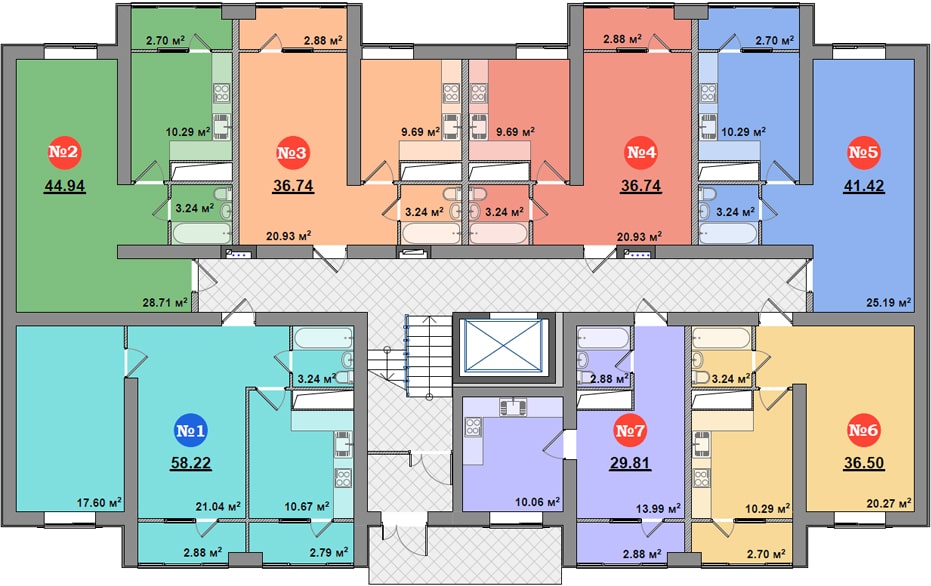 2.70 м²
2.88 м²
2.88 м²
2.70 м²
10.29 м²
9.69 м²
9.69 м²
10.29 м²
№2
44.94
№3
36.74
№4
36.74
№5
41.42
3.24 м²
3.24 м²
3.24 м²
3.24 м²
20.93 м²
20.93 м²
28.71 м²
25.19 м²
3.24 м²
2.88 м²
3.24 м²
№1
58.22
№7
29.81
№6
36.50
17.60 м²
21.04 м²
10.67 м²
10.06 м²
13.99 м²
10.29 м²
20.27 м²
2.88 м²
2.79 м²
2.88 м²
2.70 м²